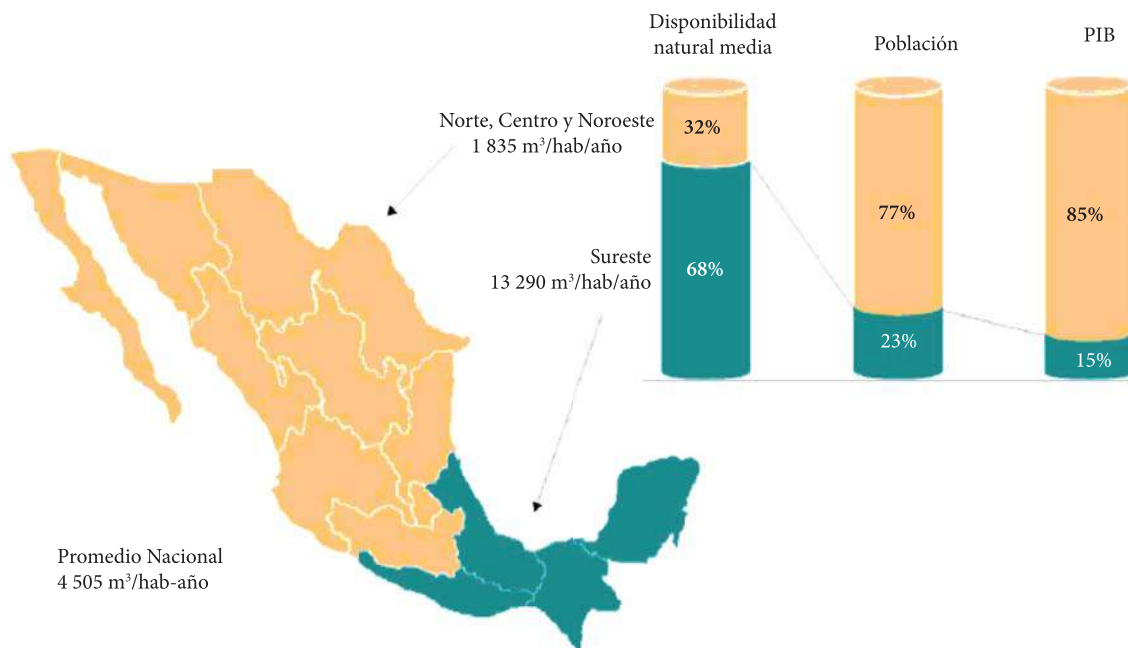 Disponibilidad
natural media
Población
PIB
Norte, Centro y Noroeste
1 835 m³/hab/año
32%
77%
85%
Sureste
13 290 m³/hab/año
68%
23%
15%
Promedio Nacional
4 505 m³/hab-año